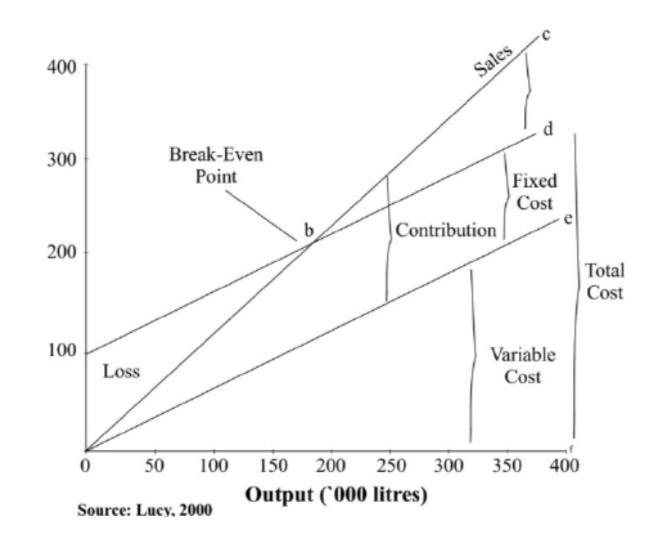 c
Sales
400
d
300
Break-Even
Point
Fixed
Cost
e
b
Contribution
200
Total
Cost
100
Variable
Cost
Loss
f
0 50 100 150 200 250 300 350 400
Output (`000 litres)
Source: Lucy, 2000